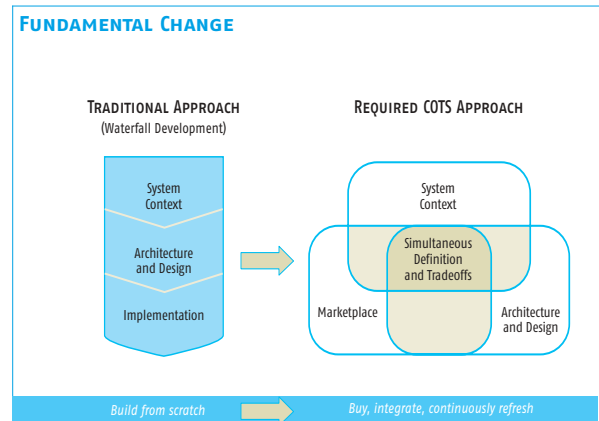 FUNDAMENTAL CHANGE
TRADITIONAL APPROACH
(Waterfall Development)
System
Context
Architecture
and Design
Implementation
REQUIRED COTS APPROACH
System
Context
Simultaneous
Definition
and Tradeoffs
Marketplace
Architecture
and Design
Build from scratch
Buy, integrate, continuously refresh